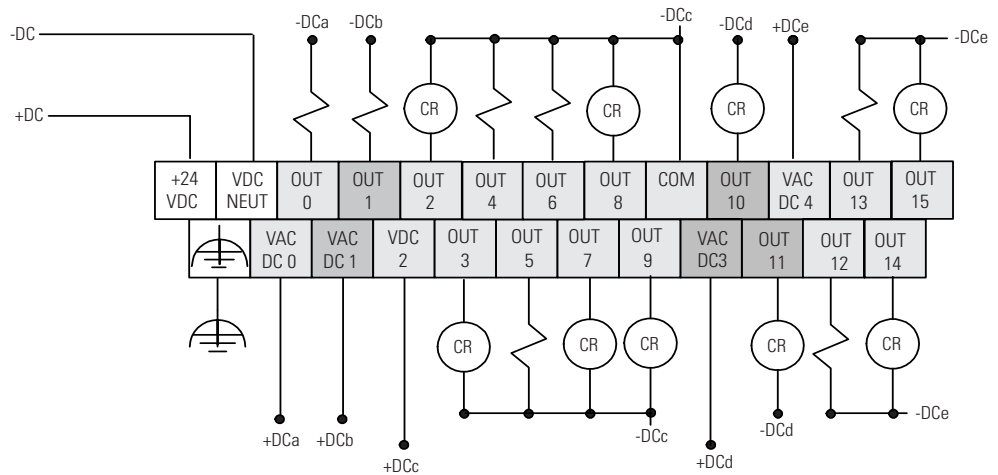 -DCa
-DCb
-DCc
-DCd
+DCe
-DC
-DCe
+DC
CR
CR
CR
CR
+24
VDC
VDC
NEUT
OUT
0
OUT
1
OUT
2
OUT
4
OUT
6
OUT
8
COM
OUT
10
VAC
DC 4
OUT
13
OUT
15
VAC
DC 0
VAC
DC 1
VDC
2
OUT
3
OUT
5
OUT
7
OUT
9
VAC
DC3
OUT
11
OUT
12
OUT
14
CR
CR
CR
CR
CR
+DCa
+DCb
+DCc
-DCc
+DCd
-DCd
-DCe